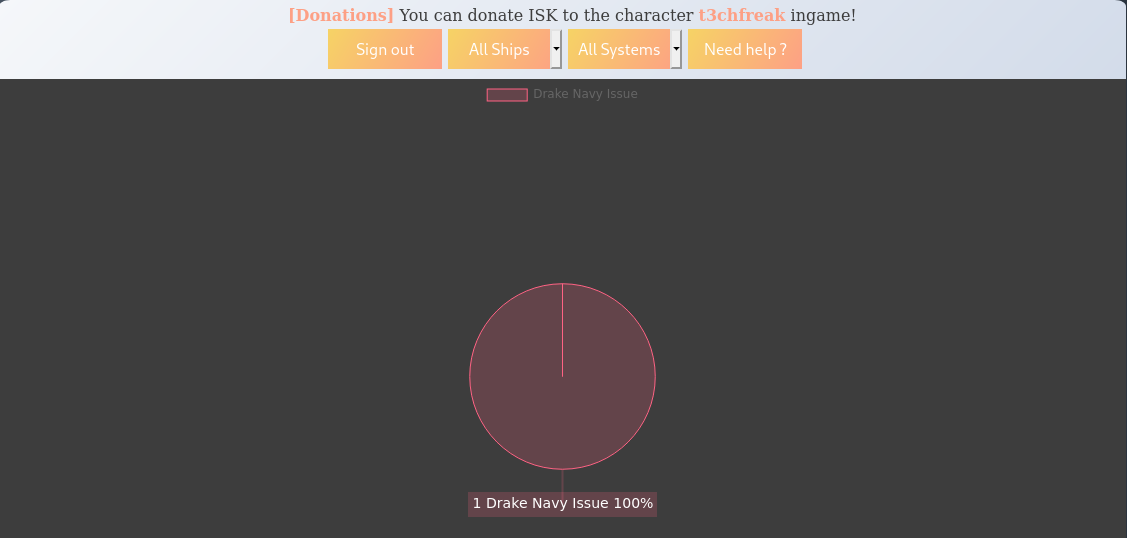 [Donations] You can donate ISK to the character t3chfreak ingame!
Sign out All Ships All Systems Need help ?
Drake Navy Issue
1 Drake Navy Issue 100%